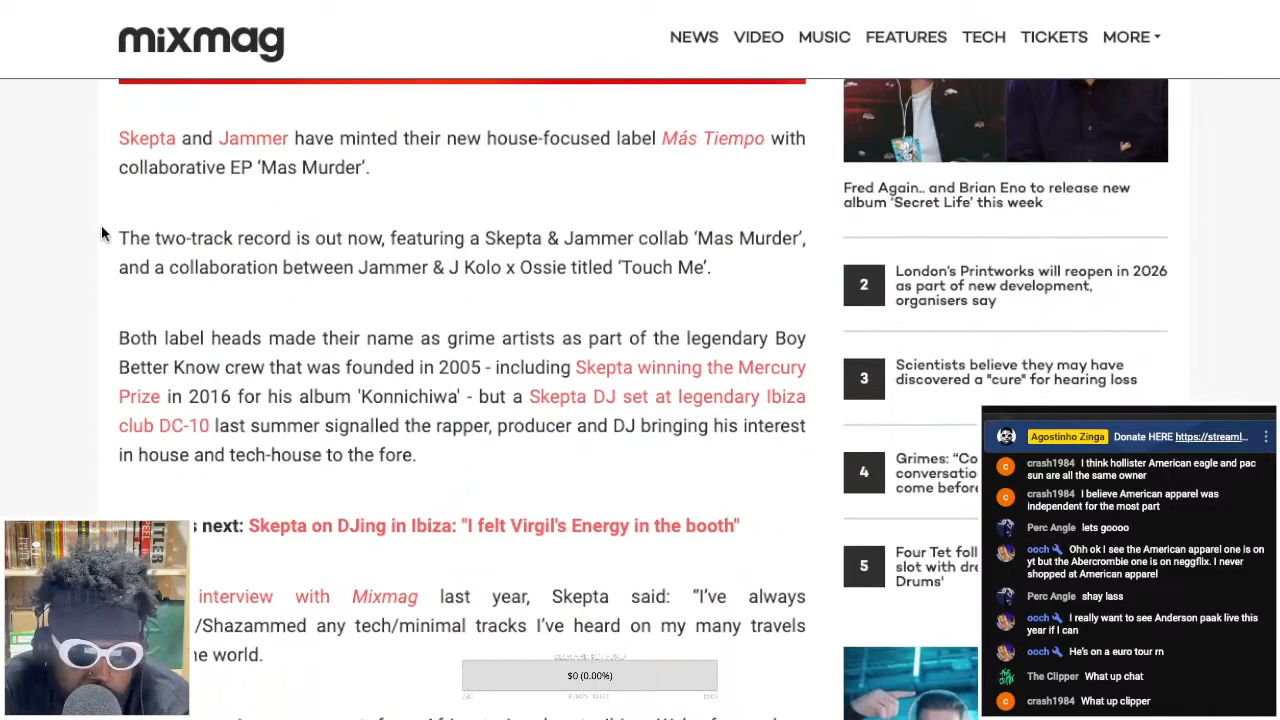 mixmag
NEWS VIDEO MUSIC FEATURES TECH TICKETS MORE
Skepta and Jammer have minted their new house-focused label Más Tiempo with
collaborative EP ‘Mas Murder’.
The two-track record is out now, featuring a Skepta & Jammer collab ‘Mas Murder’,
and a collaboration between Jammer & J Kolo x Ossie titled ‘Touch Me’.
Both label heads made their name as grime artists as part of the legendary Boy
Better Know crew that was founded in 2005 - including Skepta winning the Mercury
Prize in 2016 for his album 'Konnichiwa' - but a Skepta DJ set at legendary Ibiza
club DC-10 last summer signalled the rapper, producer and DJ bringing his interest
in house and tech-house to the fore.
s next: Skepta on DJing in Ibiza: "I felt Virgil's Energy in the booth"
interview with Mixmag last year, Skepta said: “I’ve always
/Shazammed any tech/minimal tracks I’ve heard on my many travels
he world.
$0 (0.00%)
Fred Again.. and Brian Eno to release new
album ‘Secret Life’ this week
2
London’s Printworks will reopen in 2026
as part of new development,
organisers say
3
Scientists believe they may have
discovered a "cure" for hearing loss
4
Grimes: “Co
conversatio
come before
5
Four Tet foll
slot with dre
Drums'
Agostinho Zinga Donate HERE https://streaml...
crash1984 I think hollister American eagle and pac
sun are all the same owner
crash1984 I believe American apparel was
independent for the most part
Perc Angle lets goooo
ooch Ohh ok I see the American apparel one is on
yt but the Abercrombie one is on neggflix. I never
shopped at American apparel
Perc Angle shay lass
ooch I really want to see Anderson paak live this
year if I can
ooch He’s on a euro tour rn
The Clipper What up chat
crash1984 What up clipper